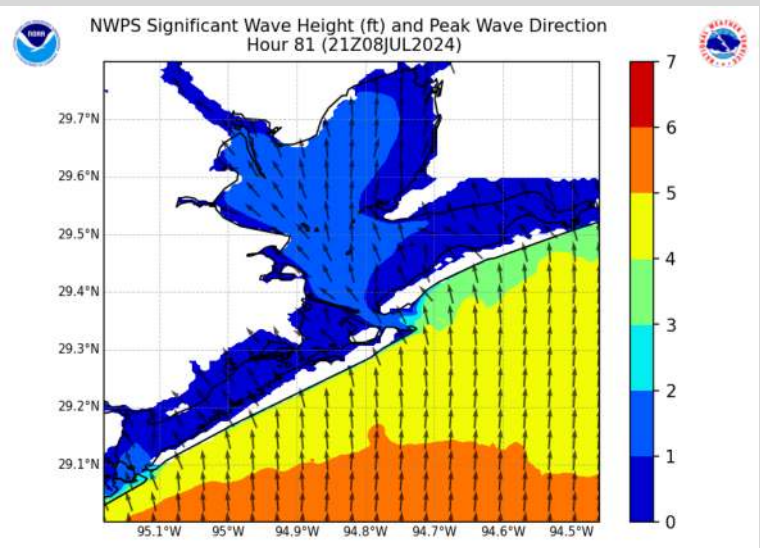 NWPS Significant Wave Height (ft) and Peak Wave Direction
Hour 81 (21Z08JUL2024)
NOAA
29.7°N
29.6°N
29.5°N
29.4°N
29.3°N
29.2°N
29.1°N
95.1°W 95°W 94.9°W 94.8°W 94.7°W 94.6°W 94.5°W
7
6
5
4
3
2
1
0